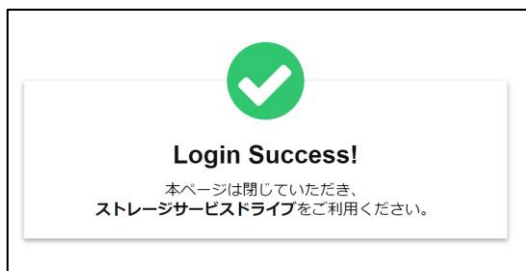 Login Success!
本ページは閉じていただき、
ストレージサービスドライブをご利用ください。